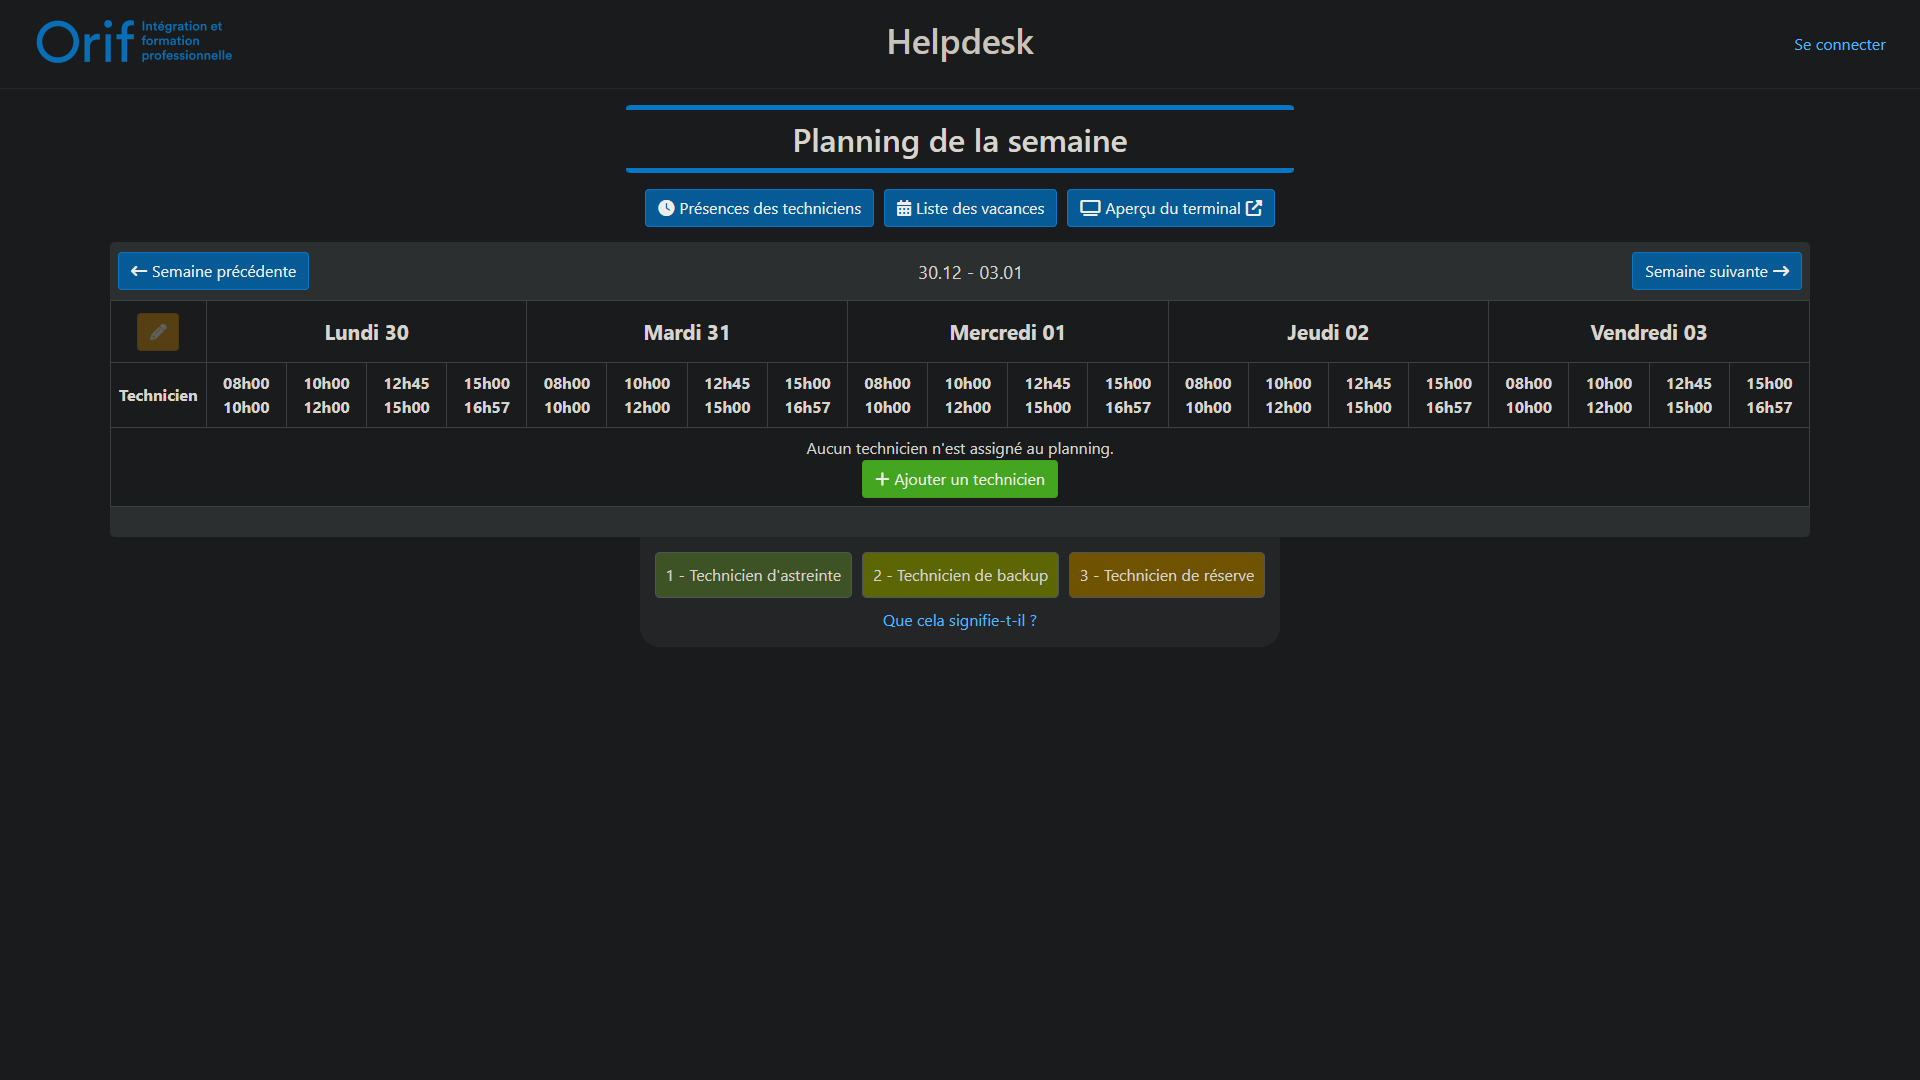 Orif Intégration et
formation
professionnelle
Helpdesk
Se connecter
Planning de la semaine
Présences des techniciens
Liste des vacances
Aperçu du terminal
Semaine précédente
30.12 - 03.01
Semaine suivante
Lundi 30
Mardi 31
Mercredi 01
Jeudi 02
Vendredi 03
Technicien
08h00 10h00 12h45 15h00 08h00 10h00 12h45 15h00 08h00 10h00 12h45 15h00 08h00 10h00 12h45 15h00 08h00 10h00 12h45 15h00
10h00 12h00 15h00 16h57 10h00 12h00 15h00 16h57 10h00 12h00 15h00 16h57 10h00 12h00 15h00 16h57 10h00 12h00 15h00 16h57
Aucun technicien n'est assigné au planning.
Ajouter un technicien
1 - Technicien d'astreinte
2 - Technicien de backup
3 - Technicien de réserve
Que cela signifie-t-il ?